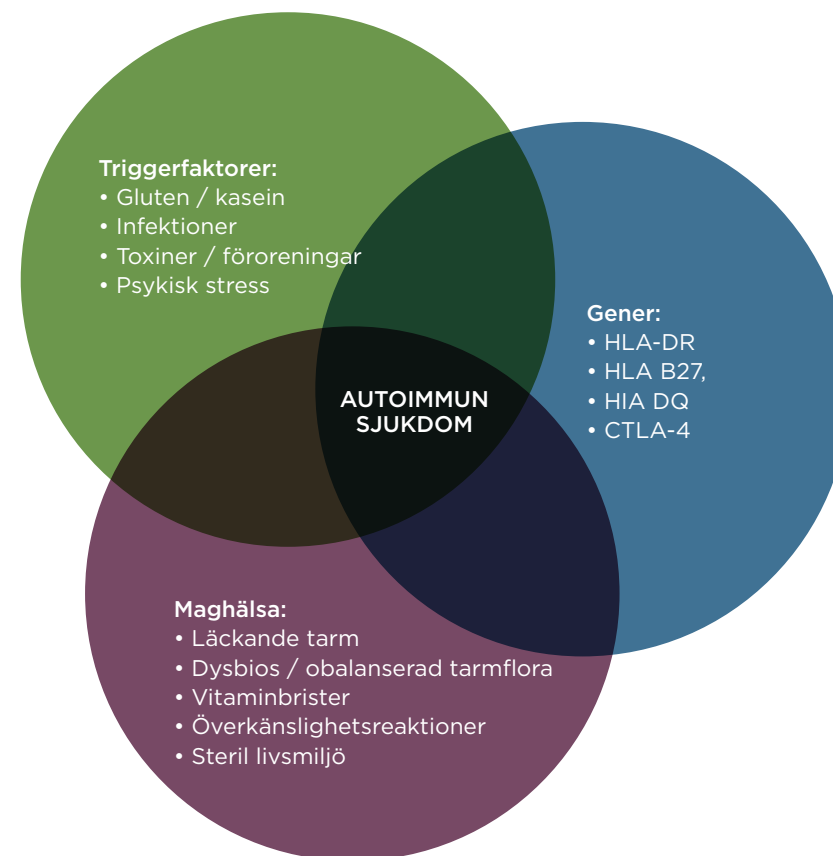 Triggerfaktorer:
• Gluten / kasein
• Infektioner
• Toxiner / föroreningar
• Psykisk stress
Gener:
• HLA-DR
• HLA B27,
• HIA DQ
• CTLA-4
AUTOIMMUN
SJUKDOM
Maghälsa:
• Läckande tarm
• Dysbios / obalanserad tarmflora
• Vitaminbrister
• Överkänslighetsreaktioner
• Steril livsmiljö